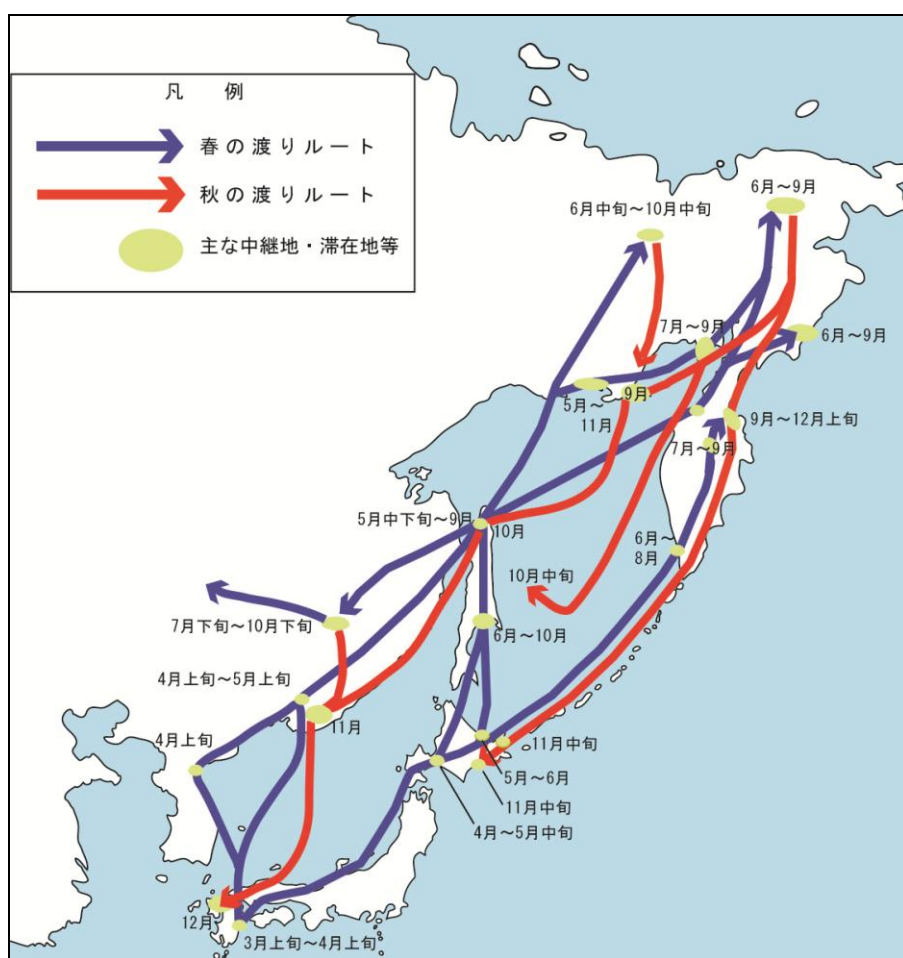 凡 例
春の渡りルート
秋の渡りルート
主な中継地・滞在地等
6月～9月
6月中旬～10月中旬
7月～9月
6月～9月
9月
5月～
11月
9月～12月上旬
7月～9月
5月中下旬～9月
10月
6月～
8月
10月中旬
7月下旬～10月下旬
6月～10月
4月上旬～5月上旬
11月
4月上旬
11月中旬
5月～6月
11月中旬
4月～5月中旬
12月
3月上旬～4月上旬